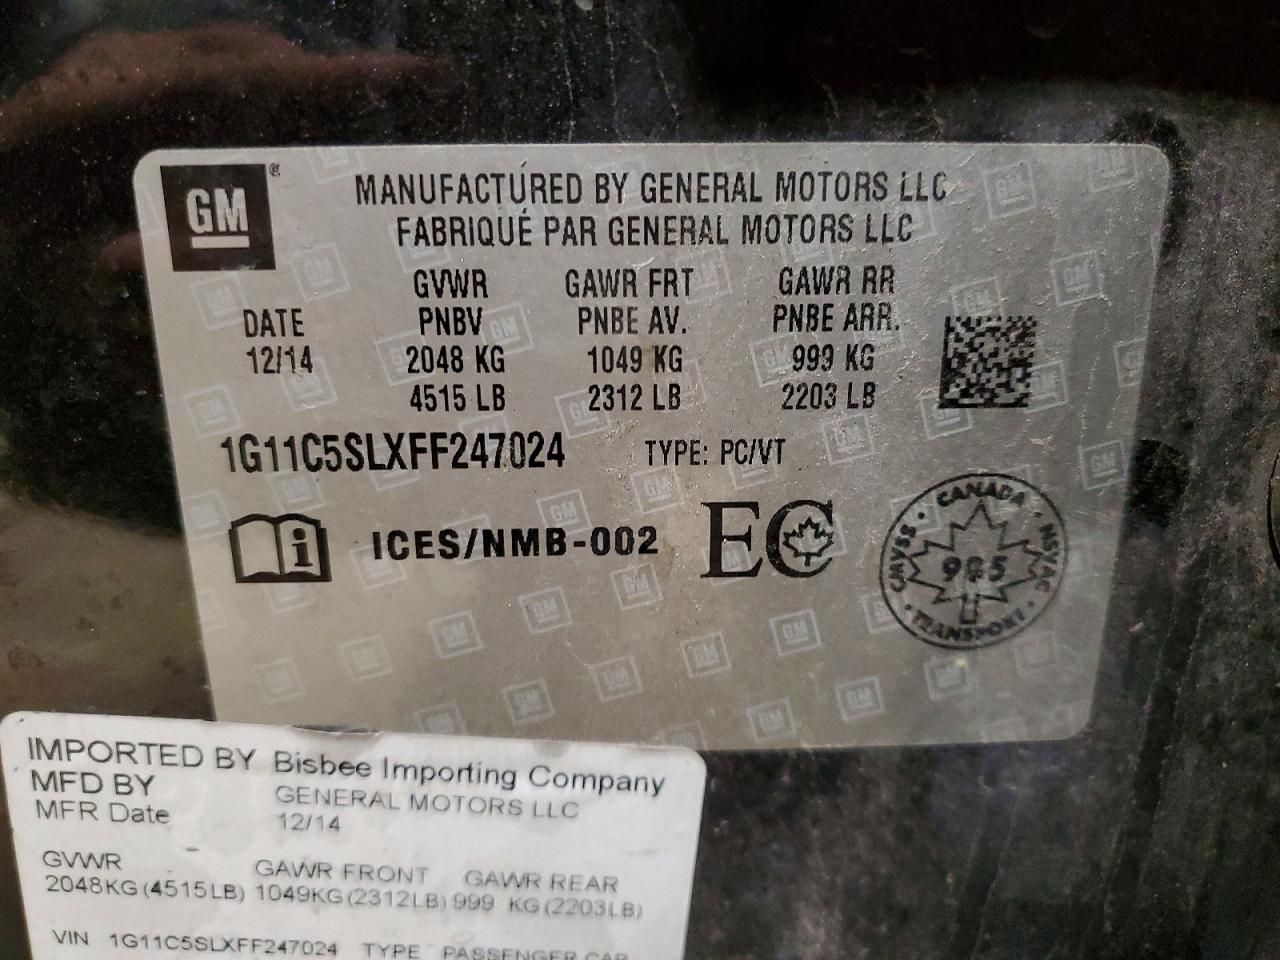 GM
MANUFACTURED BY GENERAL MOTORS LLC
FABRIQUÉ PAR GENERAL MOTORS LLC
GVWR GAWR FRT GAWR RR
DATE PNBV PNBE AV. PNBE ARR.
12/14 2048 KG 1049 KG 999 KG
4515 LB 2312 LB 2203 LB
1G11C5SLXFF247024 TYPE: PC/VT
i ICES/NMB-002 EC
CANADA
CMVSS NSVAC
985
TRANSPORT
IMPORTED BY Bisbee Importing Company
MFD BY GENERAL MOTORS LLC
MFR Date 12/14
GVWR GAWR FRONT GAWR REAR
2048KG(4515LB) 1049KG(2312LB) 999 KG(2203LB)
VIN 1G11C5SLXFF247024 TYPE PASSENGER CAR